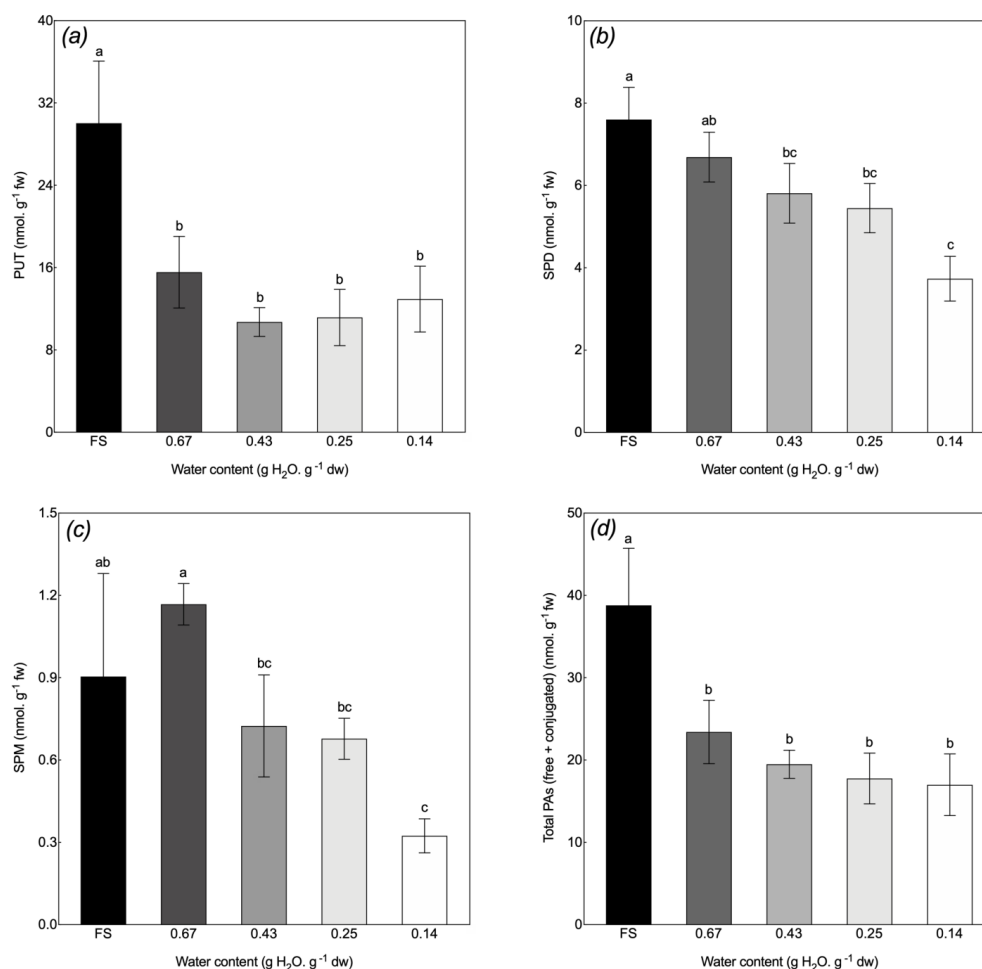 (a)
PUT (nmol. g⁻¹ fw)
40
32
24
16
8
0
a
b
b
b
b
FS 0.67 0.43 0.25 0.14
Water content (g H₂O. g⁻¹ dw)
(b)
SPD (nmol. g⁻¹ fw)
10
8
6
4
2
0
a
ab
bc
bc
c
FS 0.67 0.43 0.25 0.14
Water content (g H₂O. g⁻¹ dw)
(c)
SPM (nmol. g⁻¹ fw)
1.5
1.2
0.9
0.6
0.3
0.0
ab
a
bc
bc
c
FS 0.67 0.43 0.25 0.14
Water content (g H₂O. g⁻¹ dw)
(d)
Total PAs (free + conjugated) (nmol. g⁻¹ fw)
50
40
30
20
10
0
a
b
b
b
b
FS 0.67 0.43 0.25 0.14
Water content (g H₂O. g⁻¹ dw)